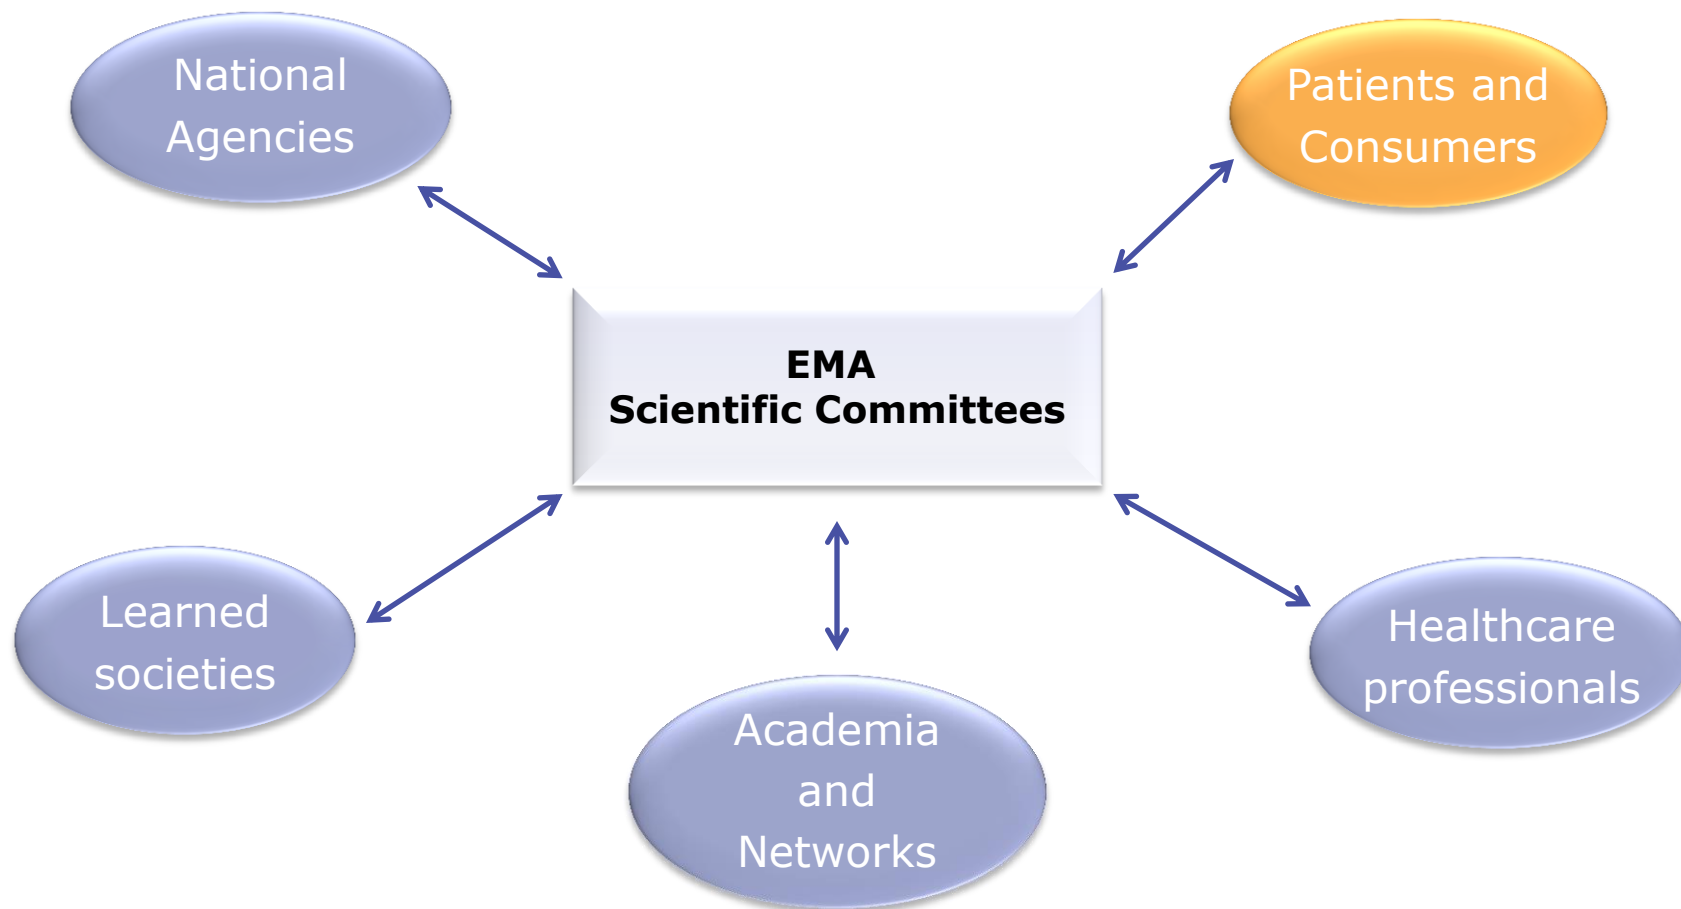 National
Agencies
Patients and
Consumers
EMA
Scientific Committees
Learned
societies
Healthcare
professionals
Academia
and
Networks